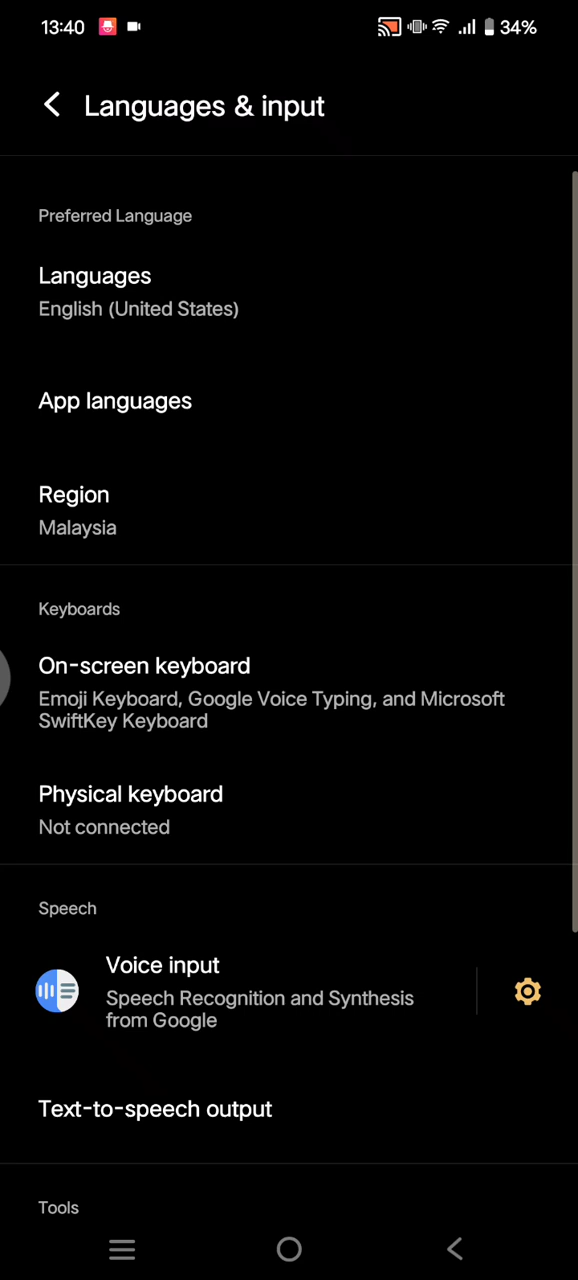 13:40
34%
Languages & input
Preferred Language
Languages
English (United States)
App languages
Region
Malaysia
Keyboards
On-screen keyboard
Emoji Keyboard, Google Voice Typing, and Microsoft
SwiftKey Keyboard
Physical keyboard
Not connected
Speech
Voice input
Speech Recognition and Synthesis
from Google
Text-to-speech output
Tools